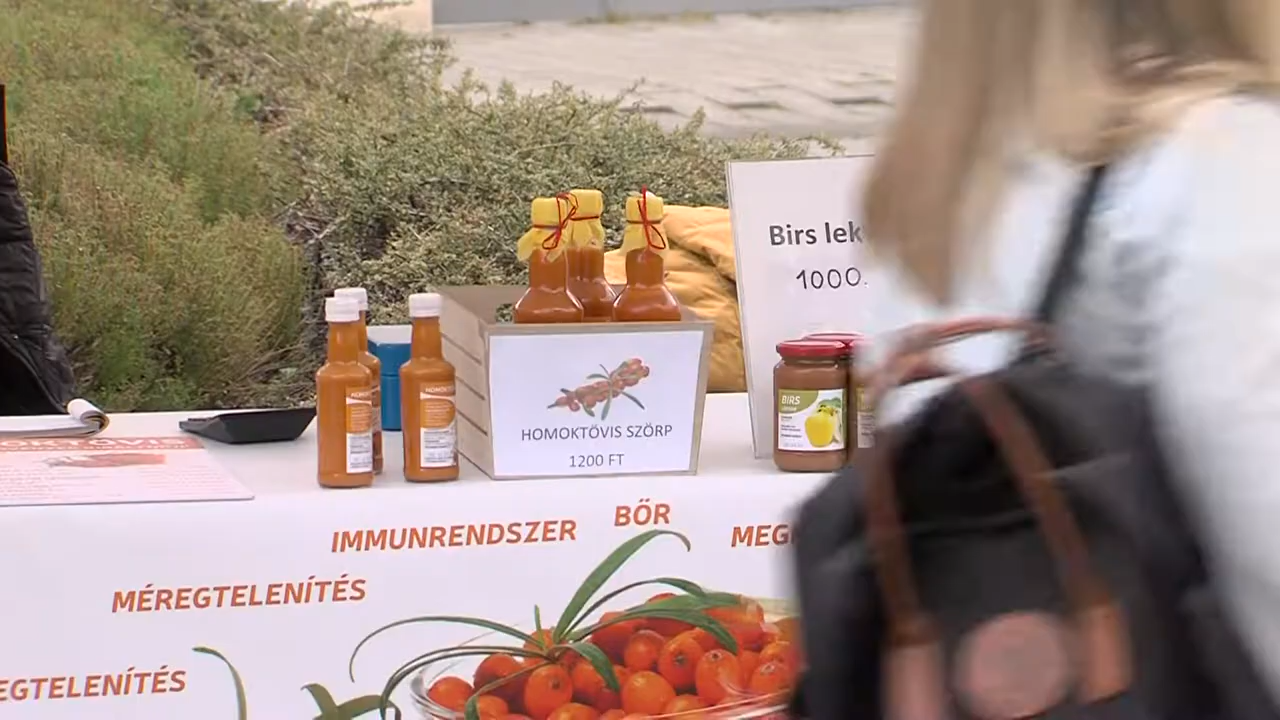 Birs lek
1000.
BIRS
HOMOKTÖVIS SZÖRP
1200 FT
IMMUNRENDSZER
BŐR
MEG
MÉREGTELENÍTÉS
EGTELENÍTÉS